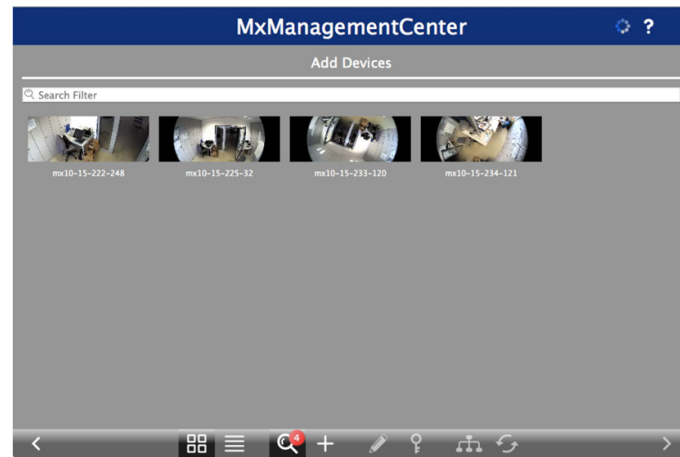 MxManagementCenter
?
Add Devices
Search Filter
mx10-15-222-248 mx10-15-225-32 mx10-15-233-120 mx10-15-234-121
4